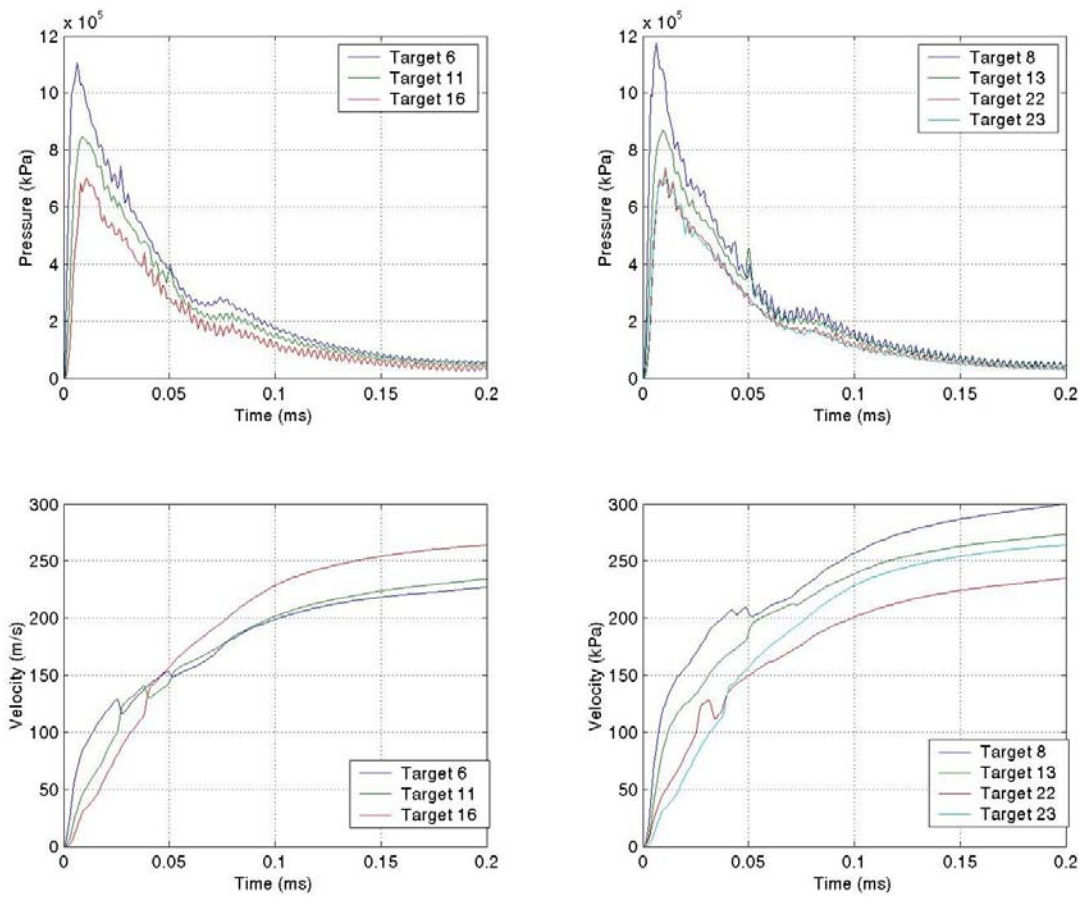 x 10⁵
12
10
8
6
4
2
0
0
0.05
0.1
0.15
0.2
Pressure (kPa)
Time (ms)
Target 6
Target 11
Target 16
x 10⁵
12
10
8
6
4
2
0
0
0.05
0.1
0.15
0.2
Pressure (kPa)
Time (ms)
Target 8
Target 13
Target 22
Target 23
300
250
200
150
100
50
0
0
0.05
0.1
0.15
0.2
Velocity (m/s)
Time (ms)
Target 6
Target 11
Target 16
300
250
200
150
100
50
0
0
0.05
0.1
0.15
0.2
Velocity (kPa)
Time (ms)
Target 8
Target 13
Target 22
Target 23